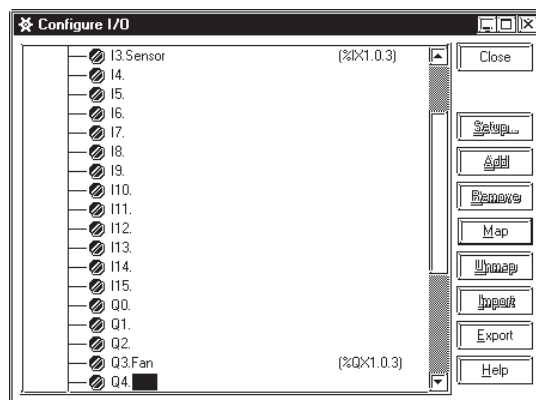 Configure I/O
I3.Sensor (%IX1.0.3)
I4.
I5.
I6.
I7.
I8.
I9.
I10.
I11.
I12.
I13.
I14.
I15.
Q0.
Q1.
Q2.
Q3.Fan (%QX1.0.3)
Q4.
Close
Setup...
Add
Remove
Map
Unmap
Import
Export
Help